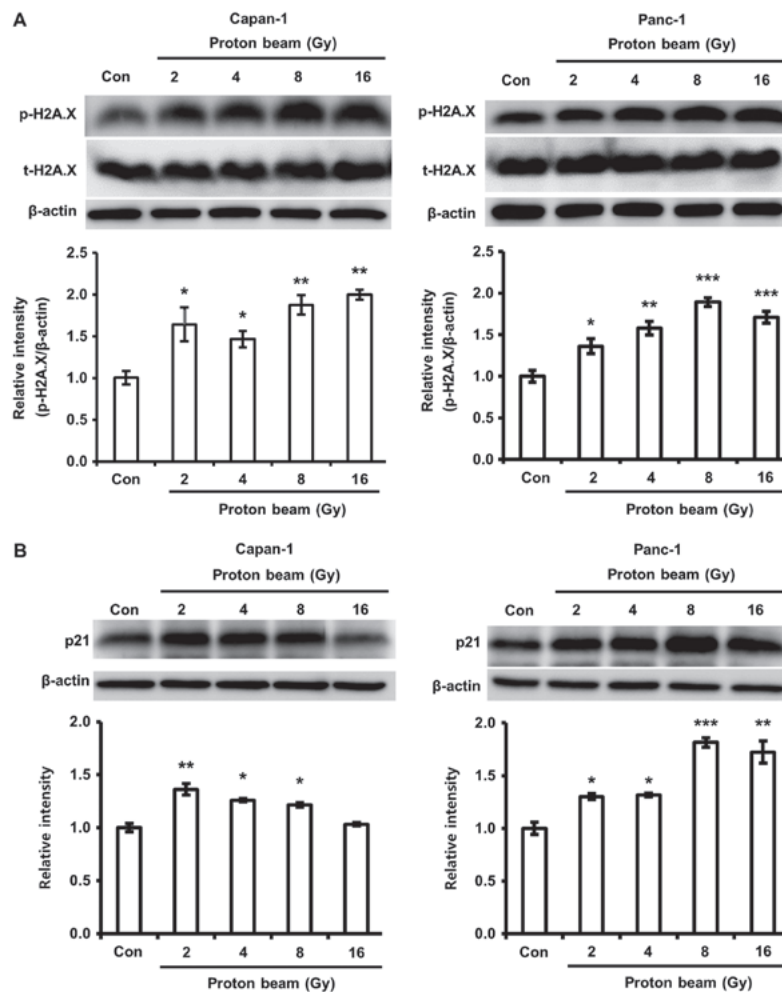 A
Capan-1
Proton beam (Gy)
Con 2 4 8 16
p-H2A.X
t-H2A.X
β-actin
Relative intensity
(p-H2A.X/β-actin)
2.5
2.0
1.5
1.0
0.5
0.0
* * ** **
Con 2 4 8 16
Proton beam (Gy)
Panc-1
Proton beam (Gy)
Con 2 4 8 16
p-H2A.X
t-H2A.X
β-actin
Relative intensity
(p-H2A.X/β-actin)
2.5
2.0
1.5
1.0
0.5
0.0
* ** *** ***
Con 2 4 8 16
Proton beam (Gy)
B
Capan-1
Proton beam (Gy)
Con 2 4 8 16
p21
β-actin
Relative intensity
2.0
1.5
1.0
0.5
0.0
** * *
Con 2 4 8 16
Proton beam (Gy)
Panc-1
Proton beam (Gy)
Con 2 4 8 16
p21
β-actin
Relative intensity
2.0
1.5
1.0
0.5
0.0
* * *** **
Con 2 4 8 16
Proton beam (Gy)